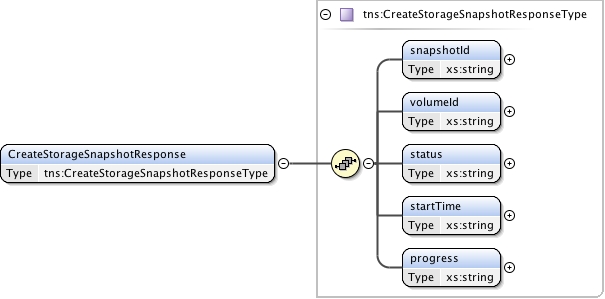 tns:CreateStorageSnapshotResponseType
snapshotId
Type xs:string
volumeId
Type xs:string
CreateStorageSnapshotResponse
Type tns:CreateStorageSnapshotResponseType
status
Type xs:string
startTime
Type xs:string
progress
Type xs:string